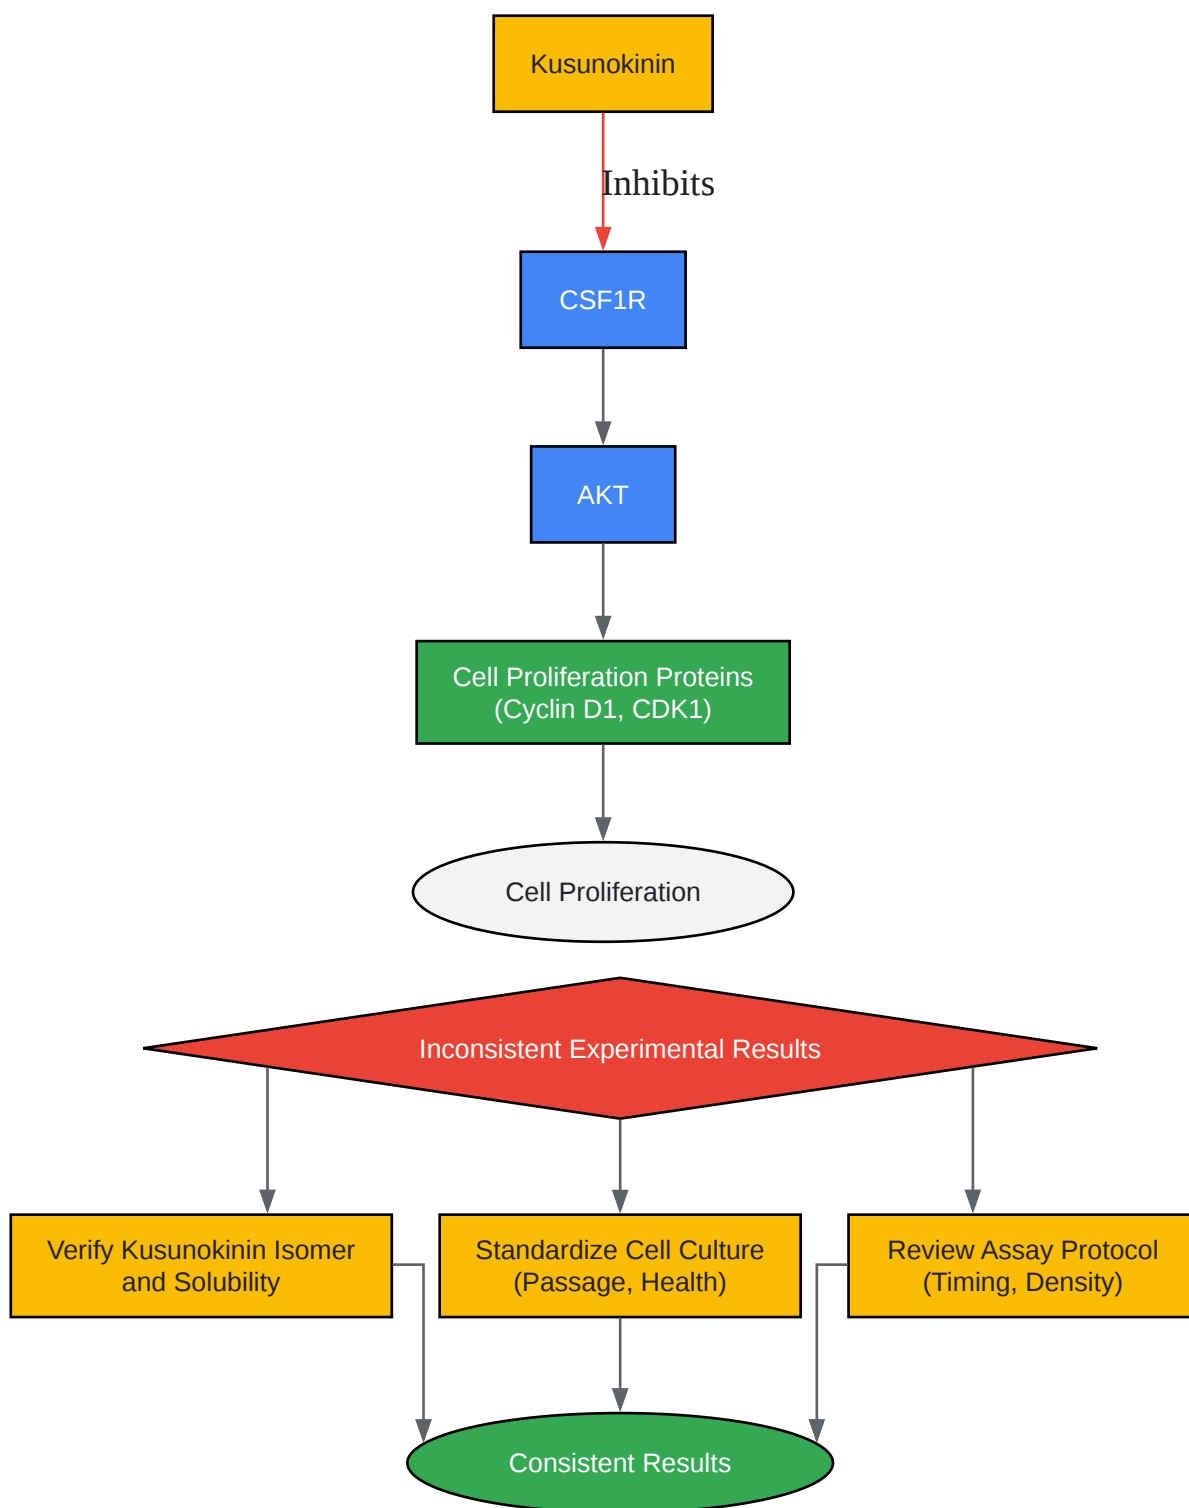 Kusunokinin
Inhibits
CSF1R
AKT
Cell Proliferation Proteins
(Cyclin D1, CDK1)
Cell Proliferation
Inconsistent Experimental Results
Verify Kusunokinin Isomer
and Solubility
Standardize Cell Culture
(Passage, Health)
Review Assay Protocol
(Timing, Density)
Consistent Results